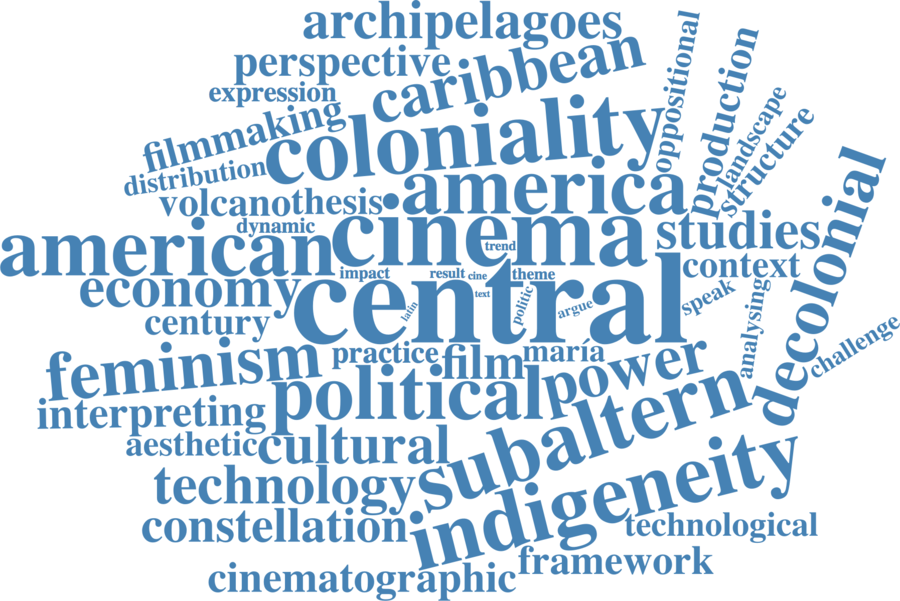 archipelagoes
perspective
expression
caribbean
oppositional
production
landscape
structure
filmmaking
coloniality
distribution
volcanothesis
america
dynamic
american
cinema
trend
studies
decolonial
impact
result
cine
theme
context
economy
central
text
politic
argue
latin
speak
analysing
challenge
century
feminism
practice
film
maría
power
interpreting
political
subaltern
aesthetic
cultural
technology
indigeneity
constellation
technological
framework
cinematographic